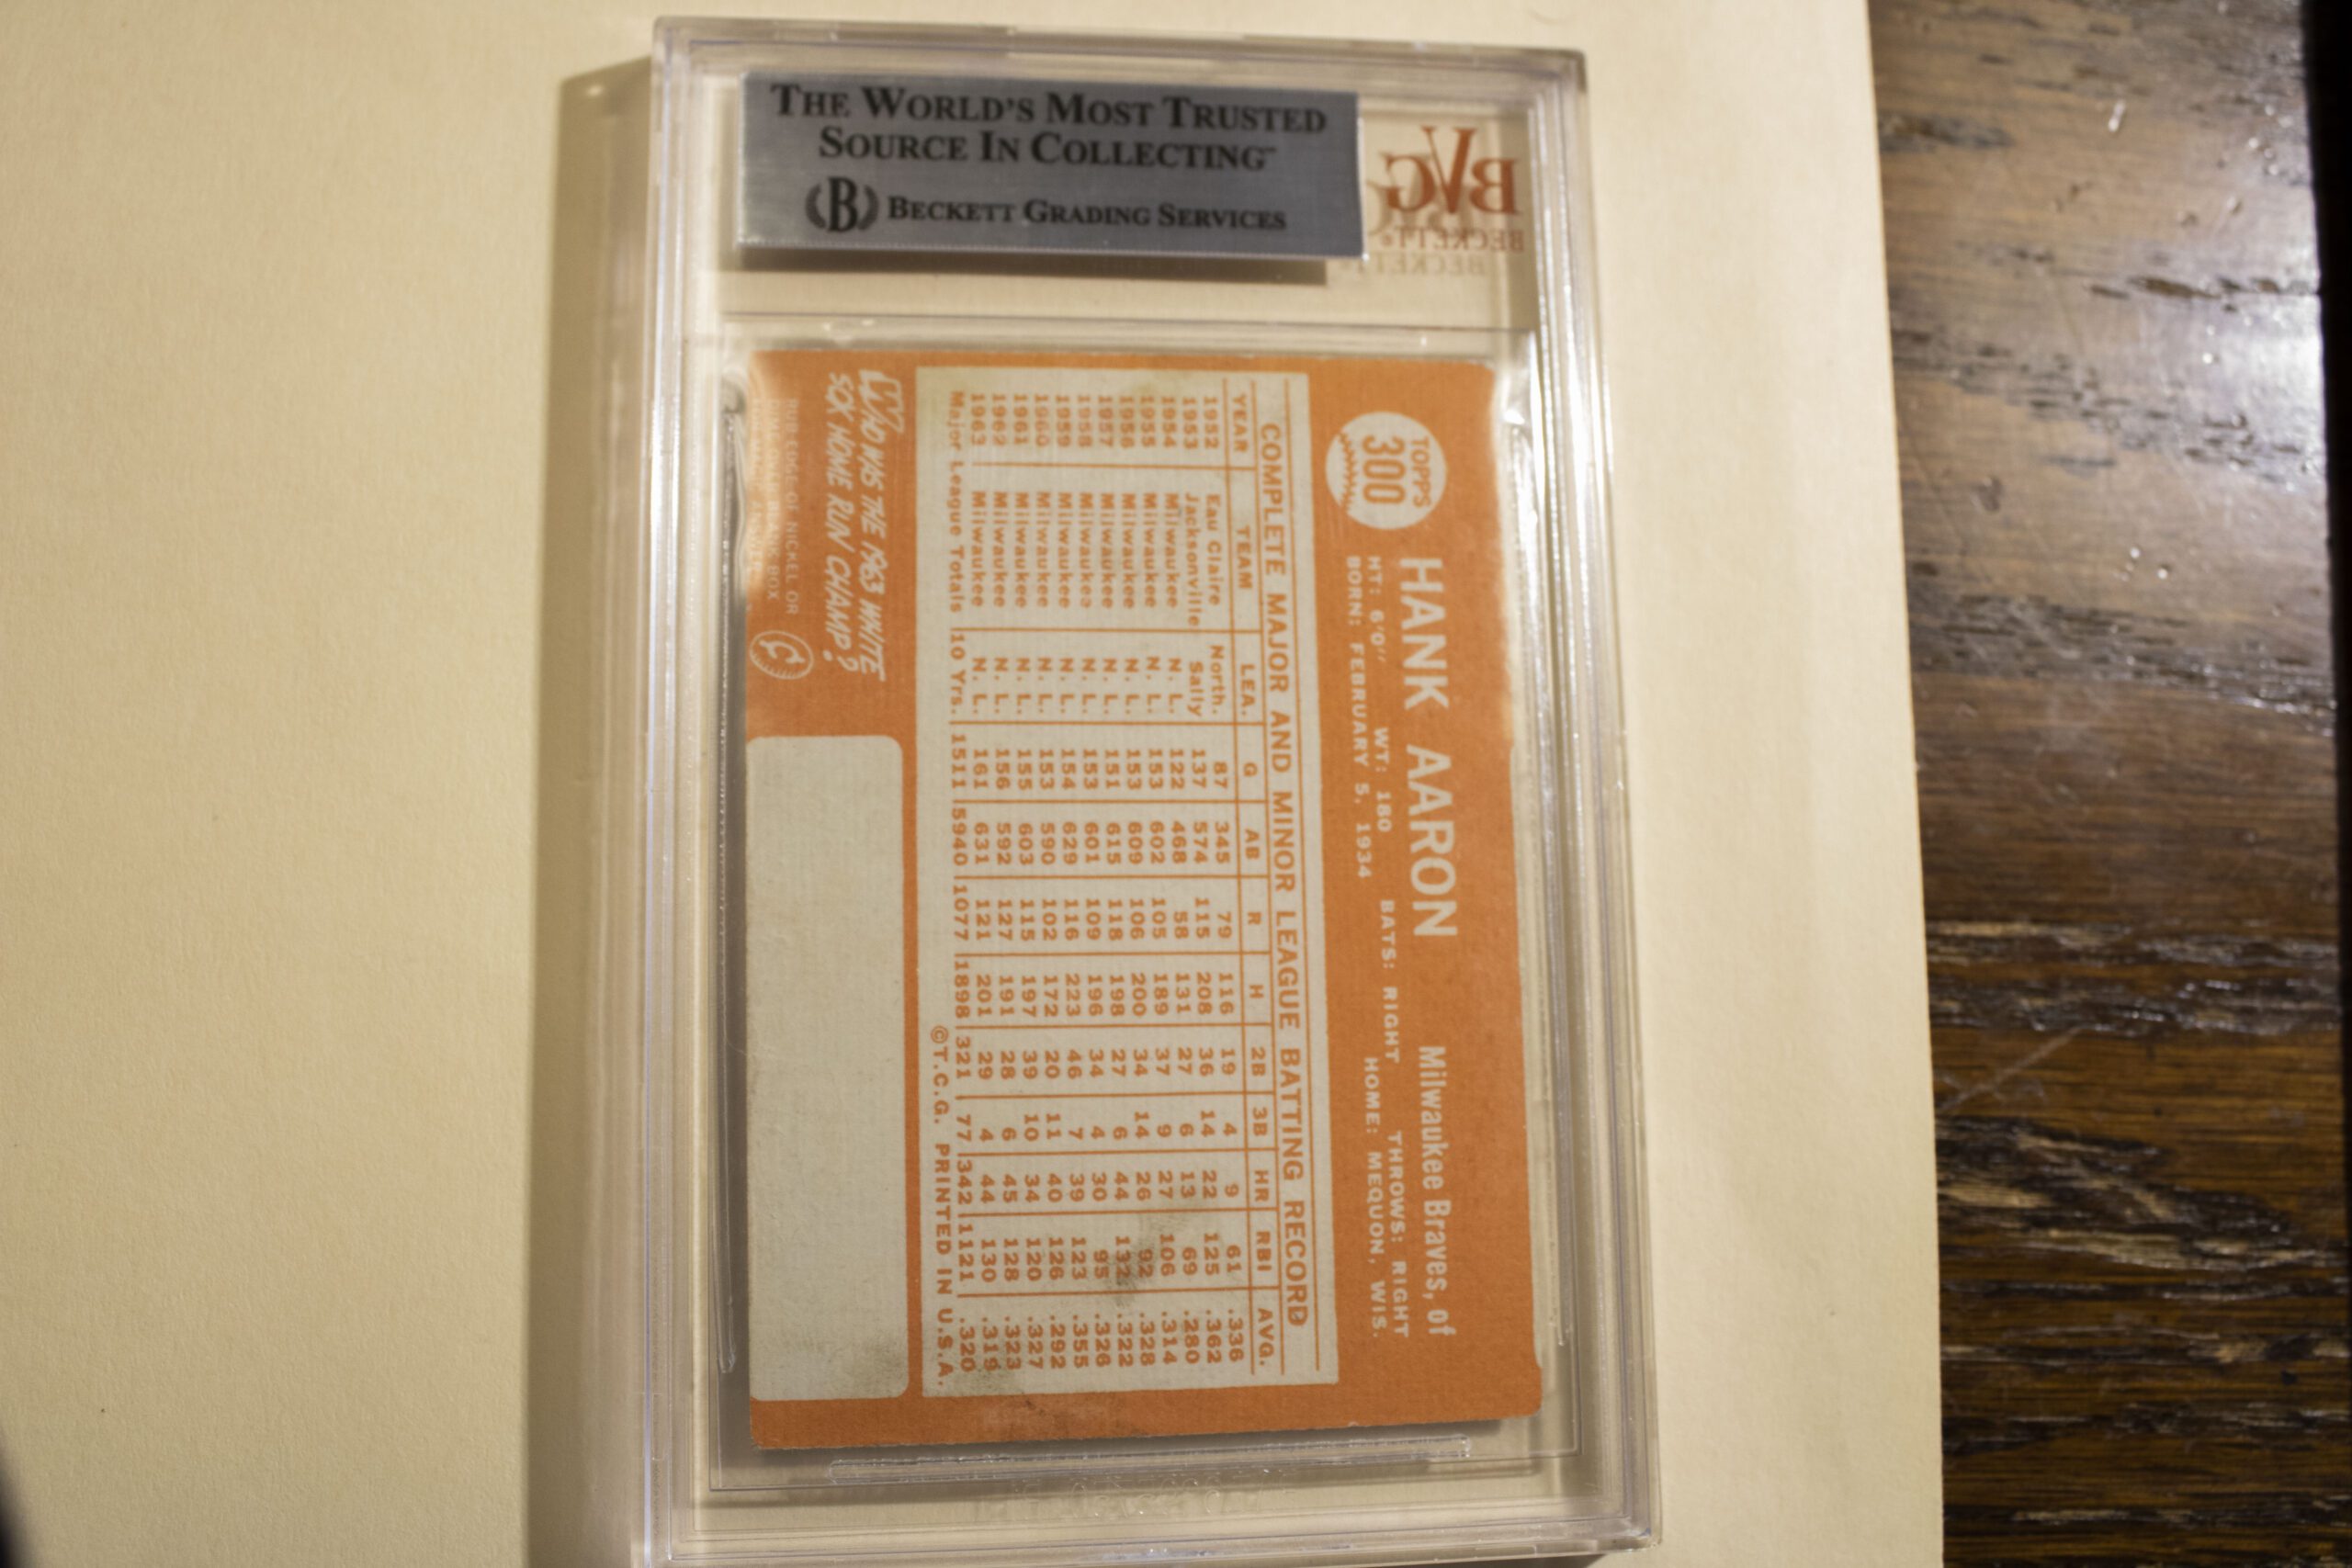 THE WORLD'S MOST TRUSTED
SOURCE IN COLLECTING™
B BECKETT GRADING SERVICES
BVG
BECKETT
TOPPS
300
HANK AARON Milwaukee Braves, of
HT: 6'0" WT: 180 BATS: RIGHT THROWS: RIGHT
BORN: FEBRUARY 5, 1934 HOME: MEQUON, WIS.
COMPLETE MAJOR AND MINOR LEAGUE BATTING RECORD
YEAR TEAM LEA. G AB R H 2B 3B HR RBI AVG.
1952 Eau Claire North. 87 345 79 116 19 4 9 61 .336
1953 Jacksonville Sally 137 574 115 208 36 14 22 125 .362
1954 Milwaukee N. L. 122 468 58 131 27 6 13 69 .280
1955 Milwaukee N. L. 153 602 105 189 37 9 27 106 .314
1956 Milwaukee N. L. 153 609 106 200 34 14 26 92 .328
1957 Milwaukee N. L. 151 615 118 198 27 6 44 132 .322
1958 Milwaukee N. L. 153 601 109 196 34 4 30 95 .326
1959 Milwaukee N. L. 154 629 116 223 46 7 39 123 .355
1960 Milwaukee N. L. 153 590 102 172 20 11 40 126 .292
1961 Milwaukee N. L. 155 603 115 197 39 10 34 120 .327
1962 Milwaukee N. L. 156 592 127 191 28 6 45 128 .323
1963 Milwaukee N. L. 161 631 121 201 29 4 44 130 .319
Major League Totals 10 Yrs. 1511 5940 1077 1898 321 77 342 1121 .320
©T.C.G. PRINTED IN U.S.A.
WHO WAS THE 1963 WHITE
SOX HOME RUN CHAMP?
RUB EDGE OF NICKEL OR
BOX